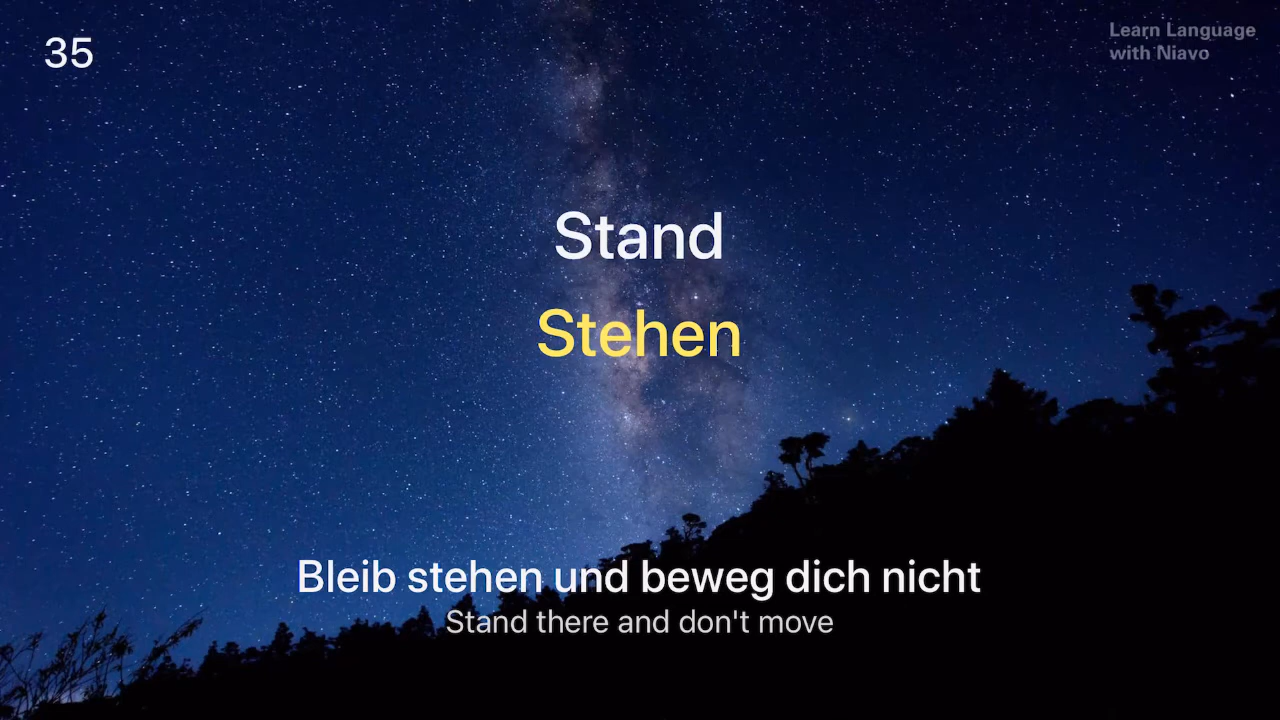 35
Learn Language
with Niavo
Stand
Stehen
Bleib stehen und beweg dich nicht
Stand there and don't move